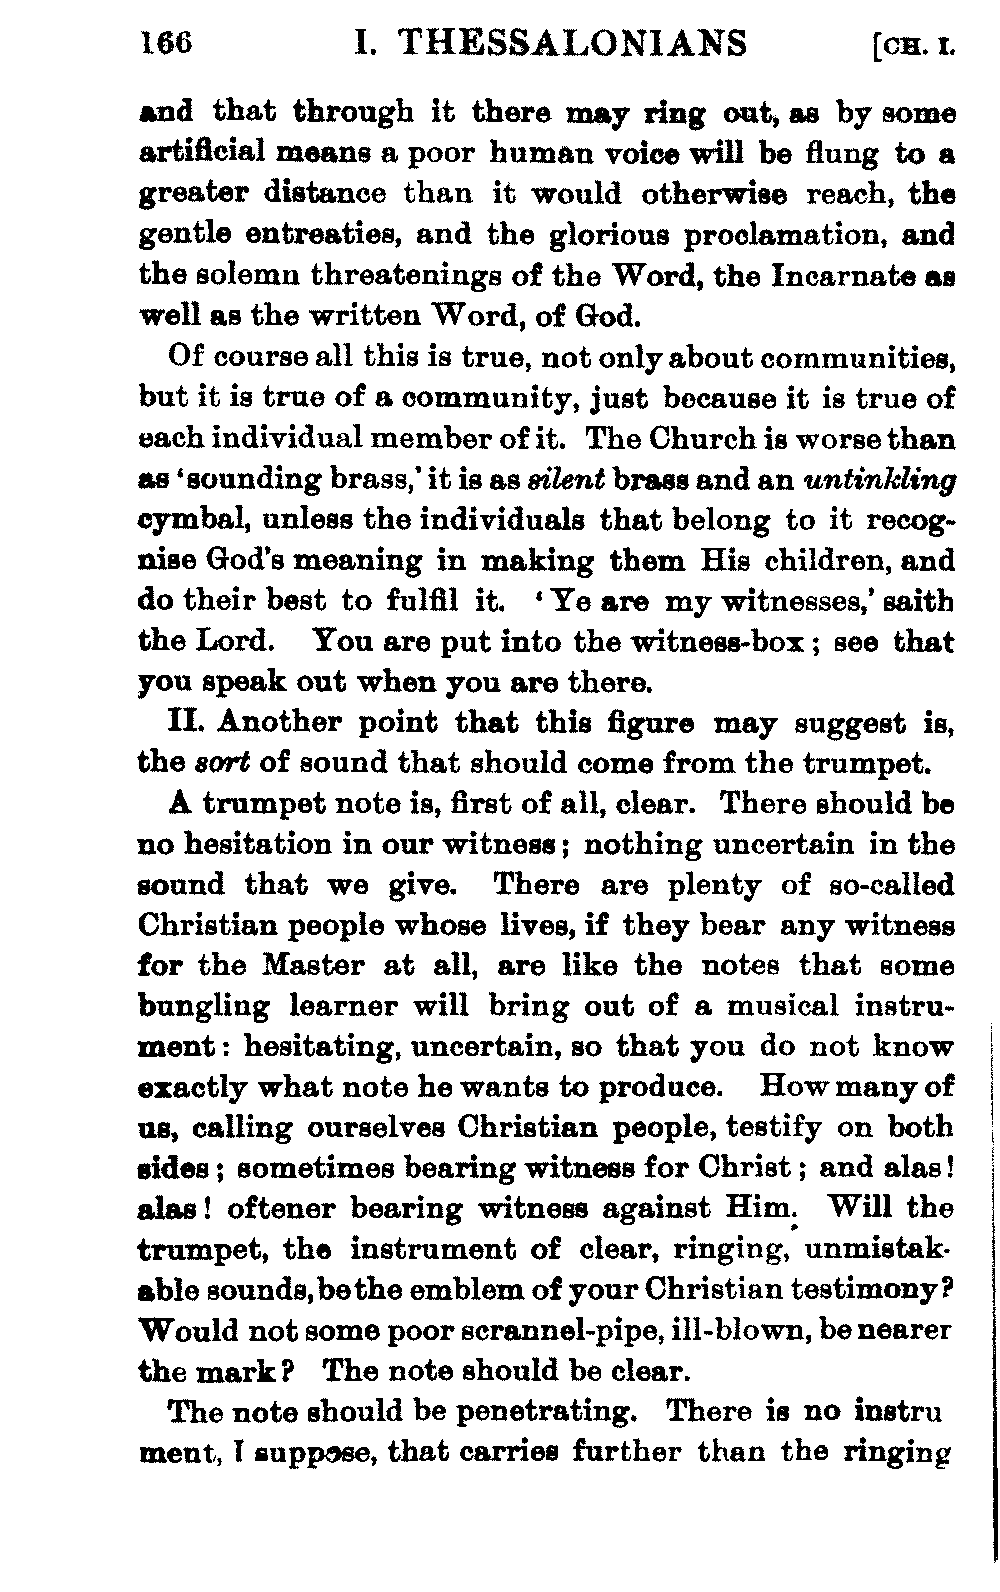 166 I. THESSALONIANS [CH. I.
and that through it there may ring out, as by some
artificial means a poor human voice will be flung to a
greater distance than it would otherwise reach, the
gentle entreaties, and the glorious proclamation, and
the solemn threatenings of the Word, the Incarnate as
well as the written Word, of God.
Of course all this is true, not only about communities,
but it is true of a community, just because it is true of
each individual member of it. The Church is worse than
as 'sounding brass,' it is as silent brass and an untinkling
cymbal, unless the individuals that belong to it recog-
nise God's meaning in making them His children, and
do their best to fulfil it. 'Ye are my witnesses,' saith
the Lord. You are put into the witness-box; see that
you speak out when you are there.
II. Another point that this figure may suggest is,
the sort of sound that should come from the trumpet.
A trumpet note is, first of all, clear. There should be
no hesitation in our witness; nothing uncertain in the
sound that we give. There are plenty of so-called
Christian people whose lives, if they bear any witness
for the Master at all, are like the notes that some
bungling learner will bring out of a musical instru-
ment: hesitating, uncertain, so that you do not know
exactly what note he wants to produce. How many of
us, calling ourselves Christian people, testify on both
sides; sometimes bearing witness for Christ; and alas!
alas! oftener bearing witness against Him. Will the
trumpet, the instrument of clear, ringing, unmistak-
able sounds, be the emblem of your Christian testimony?
Would not some poor scrannel-pipe, ill-blown, be nearer
the mark? The note should be clear.
The note should be penetrating. There is no instru
ment, I suppose, that carries further than the ringing